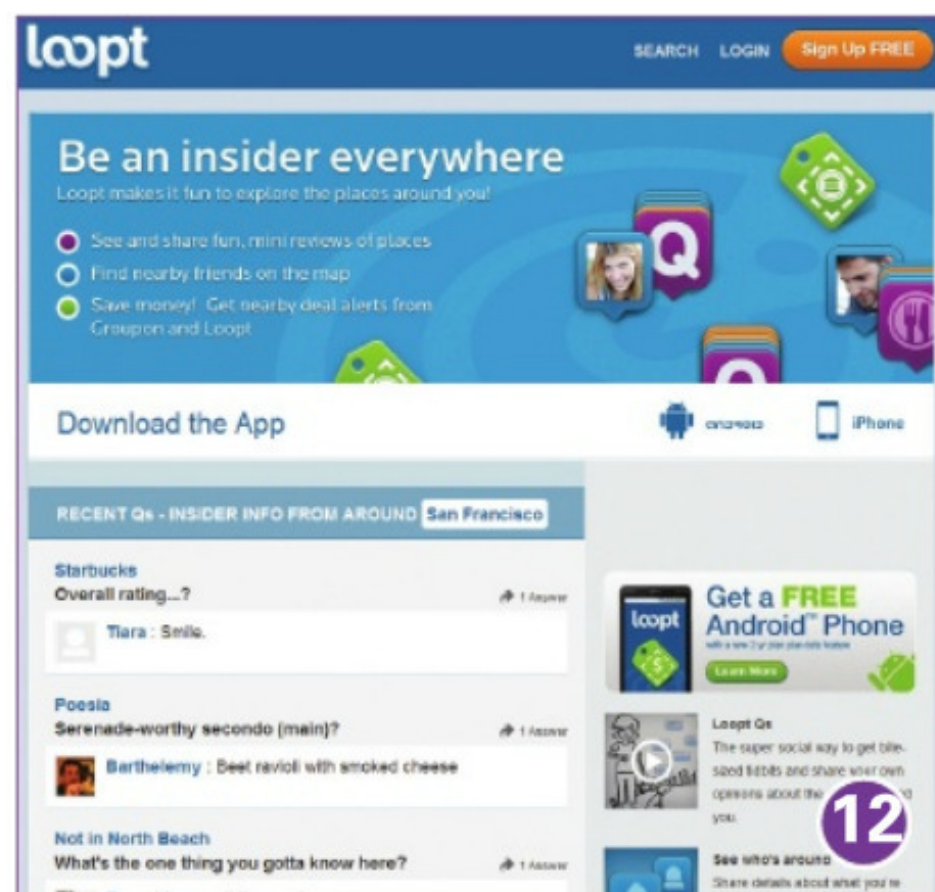 loopt
SEARCH LOGIN Sign Up FREE
Be an insider everywhere
Loopt makes it fun to explore the places around you!
See and share fun, mini reviews of places
Find nearby friends on the map
Save money! Get nearby deal alerts from
Groupon and Loopt
Q
Q
Download the App
ANDROID
iPhone
RECENT Qs - INSIDER INFO FROM AROUND San Francisco
Starbucks
Overall rating...?
1 Answer
Tiara : Smile.
Poesia
Serenade-worthy secondo (main)?
1 Answer
Barthelemy : Beet ravioli with smoked cheese
Not in North Beach
What's the one thing you gotta know here?
1 Answer
loopt
Get a FREE
Android™ Phone
with a new 2 yr plan
Learn More
Loopt Qs
The super social way to get bite-
sized tidbits and share your own
opinions about the
you.
12
See who's around
Share details about what you're